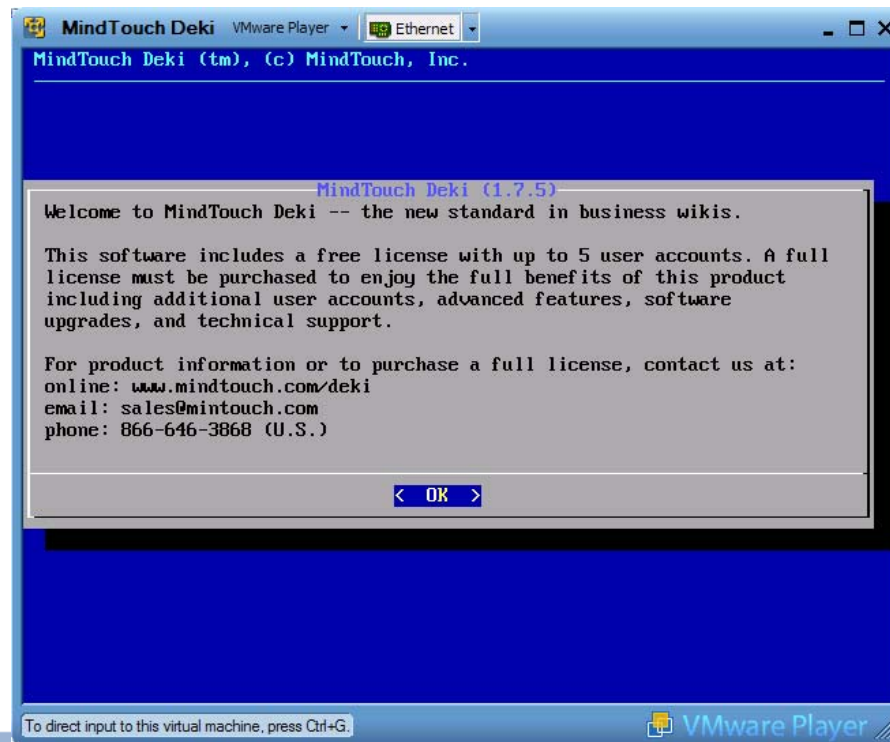 MindTouch Deki VMware Player Ethernet
MindTouch Deki (tm), (c) MindTouch, Inc.
MindTouch Deki (1.7.5)
Welcome to MindTouch Deki -- the new standard in business wikis.
This software includes a free license with up to 5 user accounts. A full
license must be purchased to enjoy the full benefits of this product
including additional user accounts, advanced features, software
upgrades, and technical support.
For product information or to purchase a full license, contact us at:
online: www.mindtouch.com/deki
email: sales@mintouch.com
phone: 866-646-3868 (U.S.)
< OK >
To direct input to this virtual machine, press Ctrl+G.
VMware Player